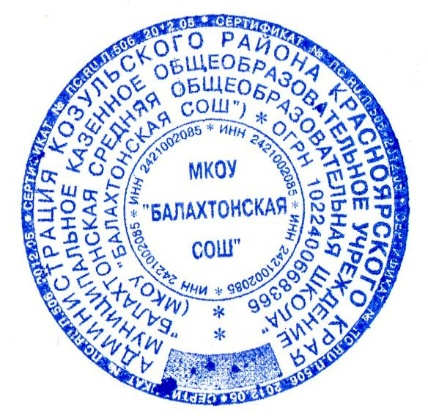 * СЕРТИФИКАТ № ПС.RU.П.506. 2012.05 * СЕРТИФИКАТ № ПС.RU.П.506. 2012.05 * СЕРТИФИКАТ № ПС.RU.П.506. 2012.05 * СЕРТИФИКАТ № ПС.RU.П.506. 2012.05
АДМИНИСТРАЦИЯ КОЗУЛЬСКОГО РАЙОНА КРАСНОЯРСКОГО КРАЯ
МУНИЦИПАЛЬНОЕ КАЗЕННОЕ ОБЩЕОБРАЗОВАТЕЛЬНОЕ УЧРЕЖДЕНИЕ
"БАЛАХТОНСКАЯ СРЕДНЯЯ ОБЩЕОБРАЗОВАТЕЛЬНАЯ ШКОЛА" *
(МКОУ "БАЛАХТОНСКАЯ СОШ") * ОГРН 1022400668366 *
* ИНН 2421002085 * ИНН 2421002085 * ИНН 2421002085 * ИНН 2421002085
МКОУ
"БАЛАХТОНСКАЯ
СОШ"